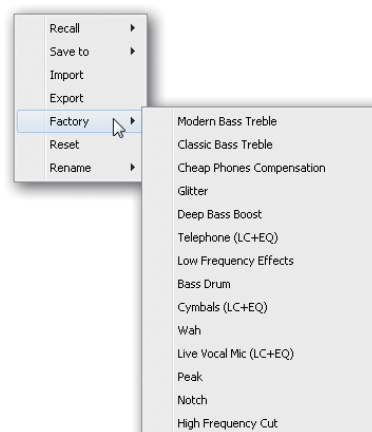 Recall
Save to
Import
Export
Factory
Reset
Rename
Modern Bass Treble
Classic Bass Treble
Cheap Phones Compensation
Glitter
Deep Bass Boost
Telephone (LC+EQ)
Low Frequency Effects
Bass Drum
Cymbals (LC+EQ)
Wah
Live Vocal Mic (LC+EQ)
Peak
Notch
High Frequency Cut